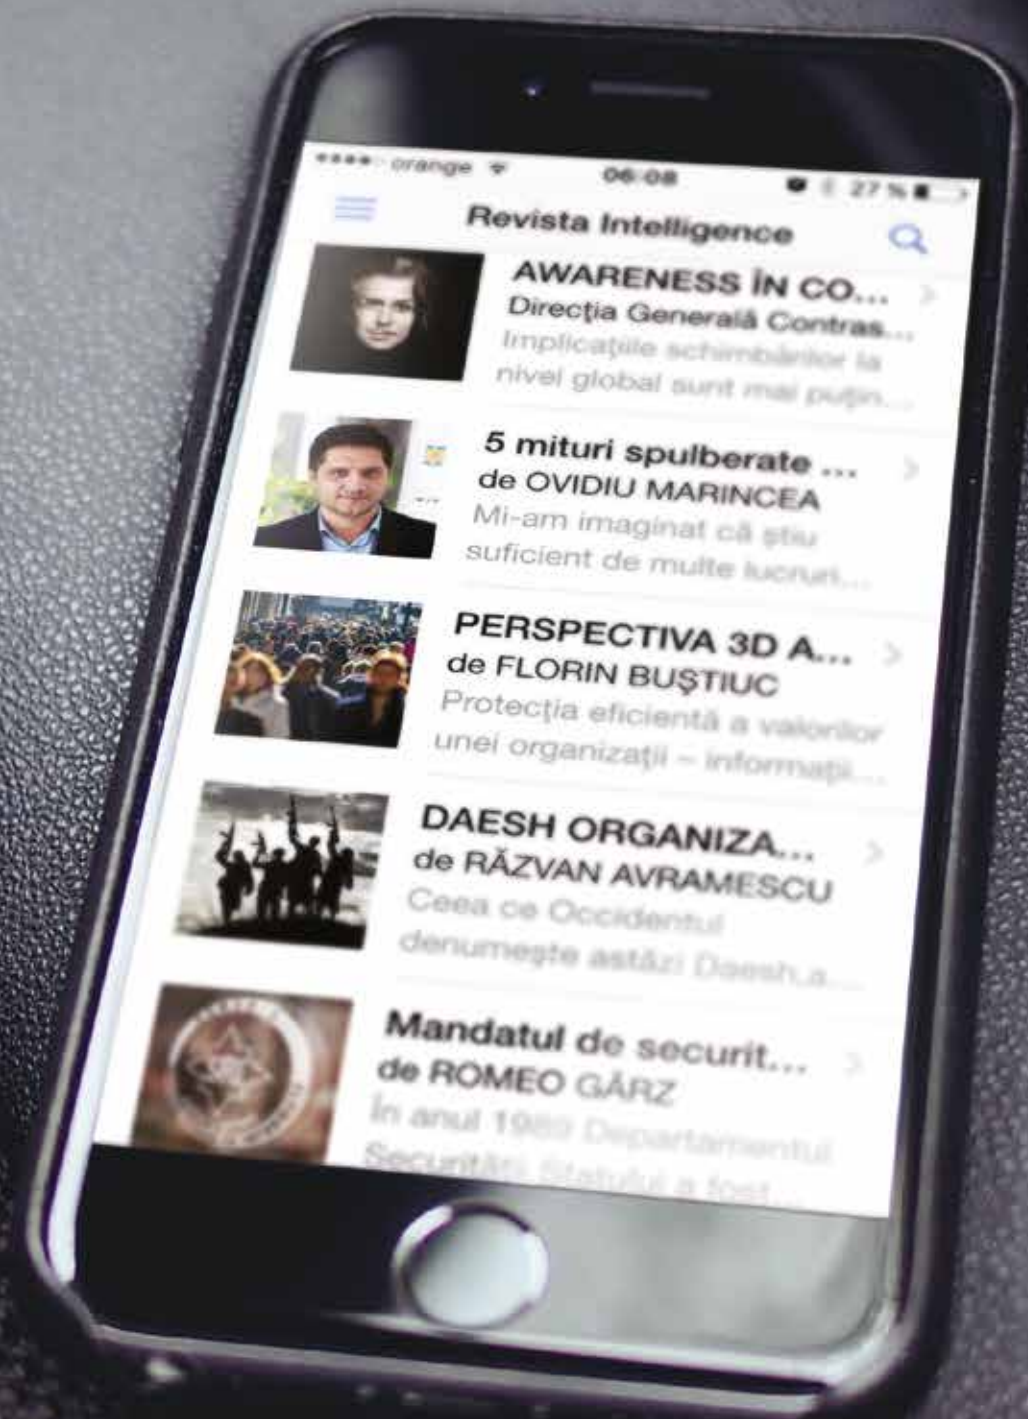 orange
06:08
27 %
Revista Intelligence
AWARENESS ÎN CO...
Direcţia Generală Contras...
Implicaţiile schimbărilor la
nivel global sunt mai puţin...
5 mituri spulberate ...
de OVIDIU MARINCEA
Mi-am imaginat că ştiu
suficient de multe lucruri...
PERSPECTIVA 3D A...
de FLORIN BUŞTIUC
Protecţia eficientă a valorilor
unei organizaţii – informaţii...
DAESH ORGANIZA...
de RĂZVAN AVRAMESCU
Ceea ce Occidentul
denumeşte astăzi Daesh,a...
Mandatul de securit...
de ROMEO GÂRZ
În anul 1989 Departamentul
Securităţii Statului a fost...